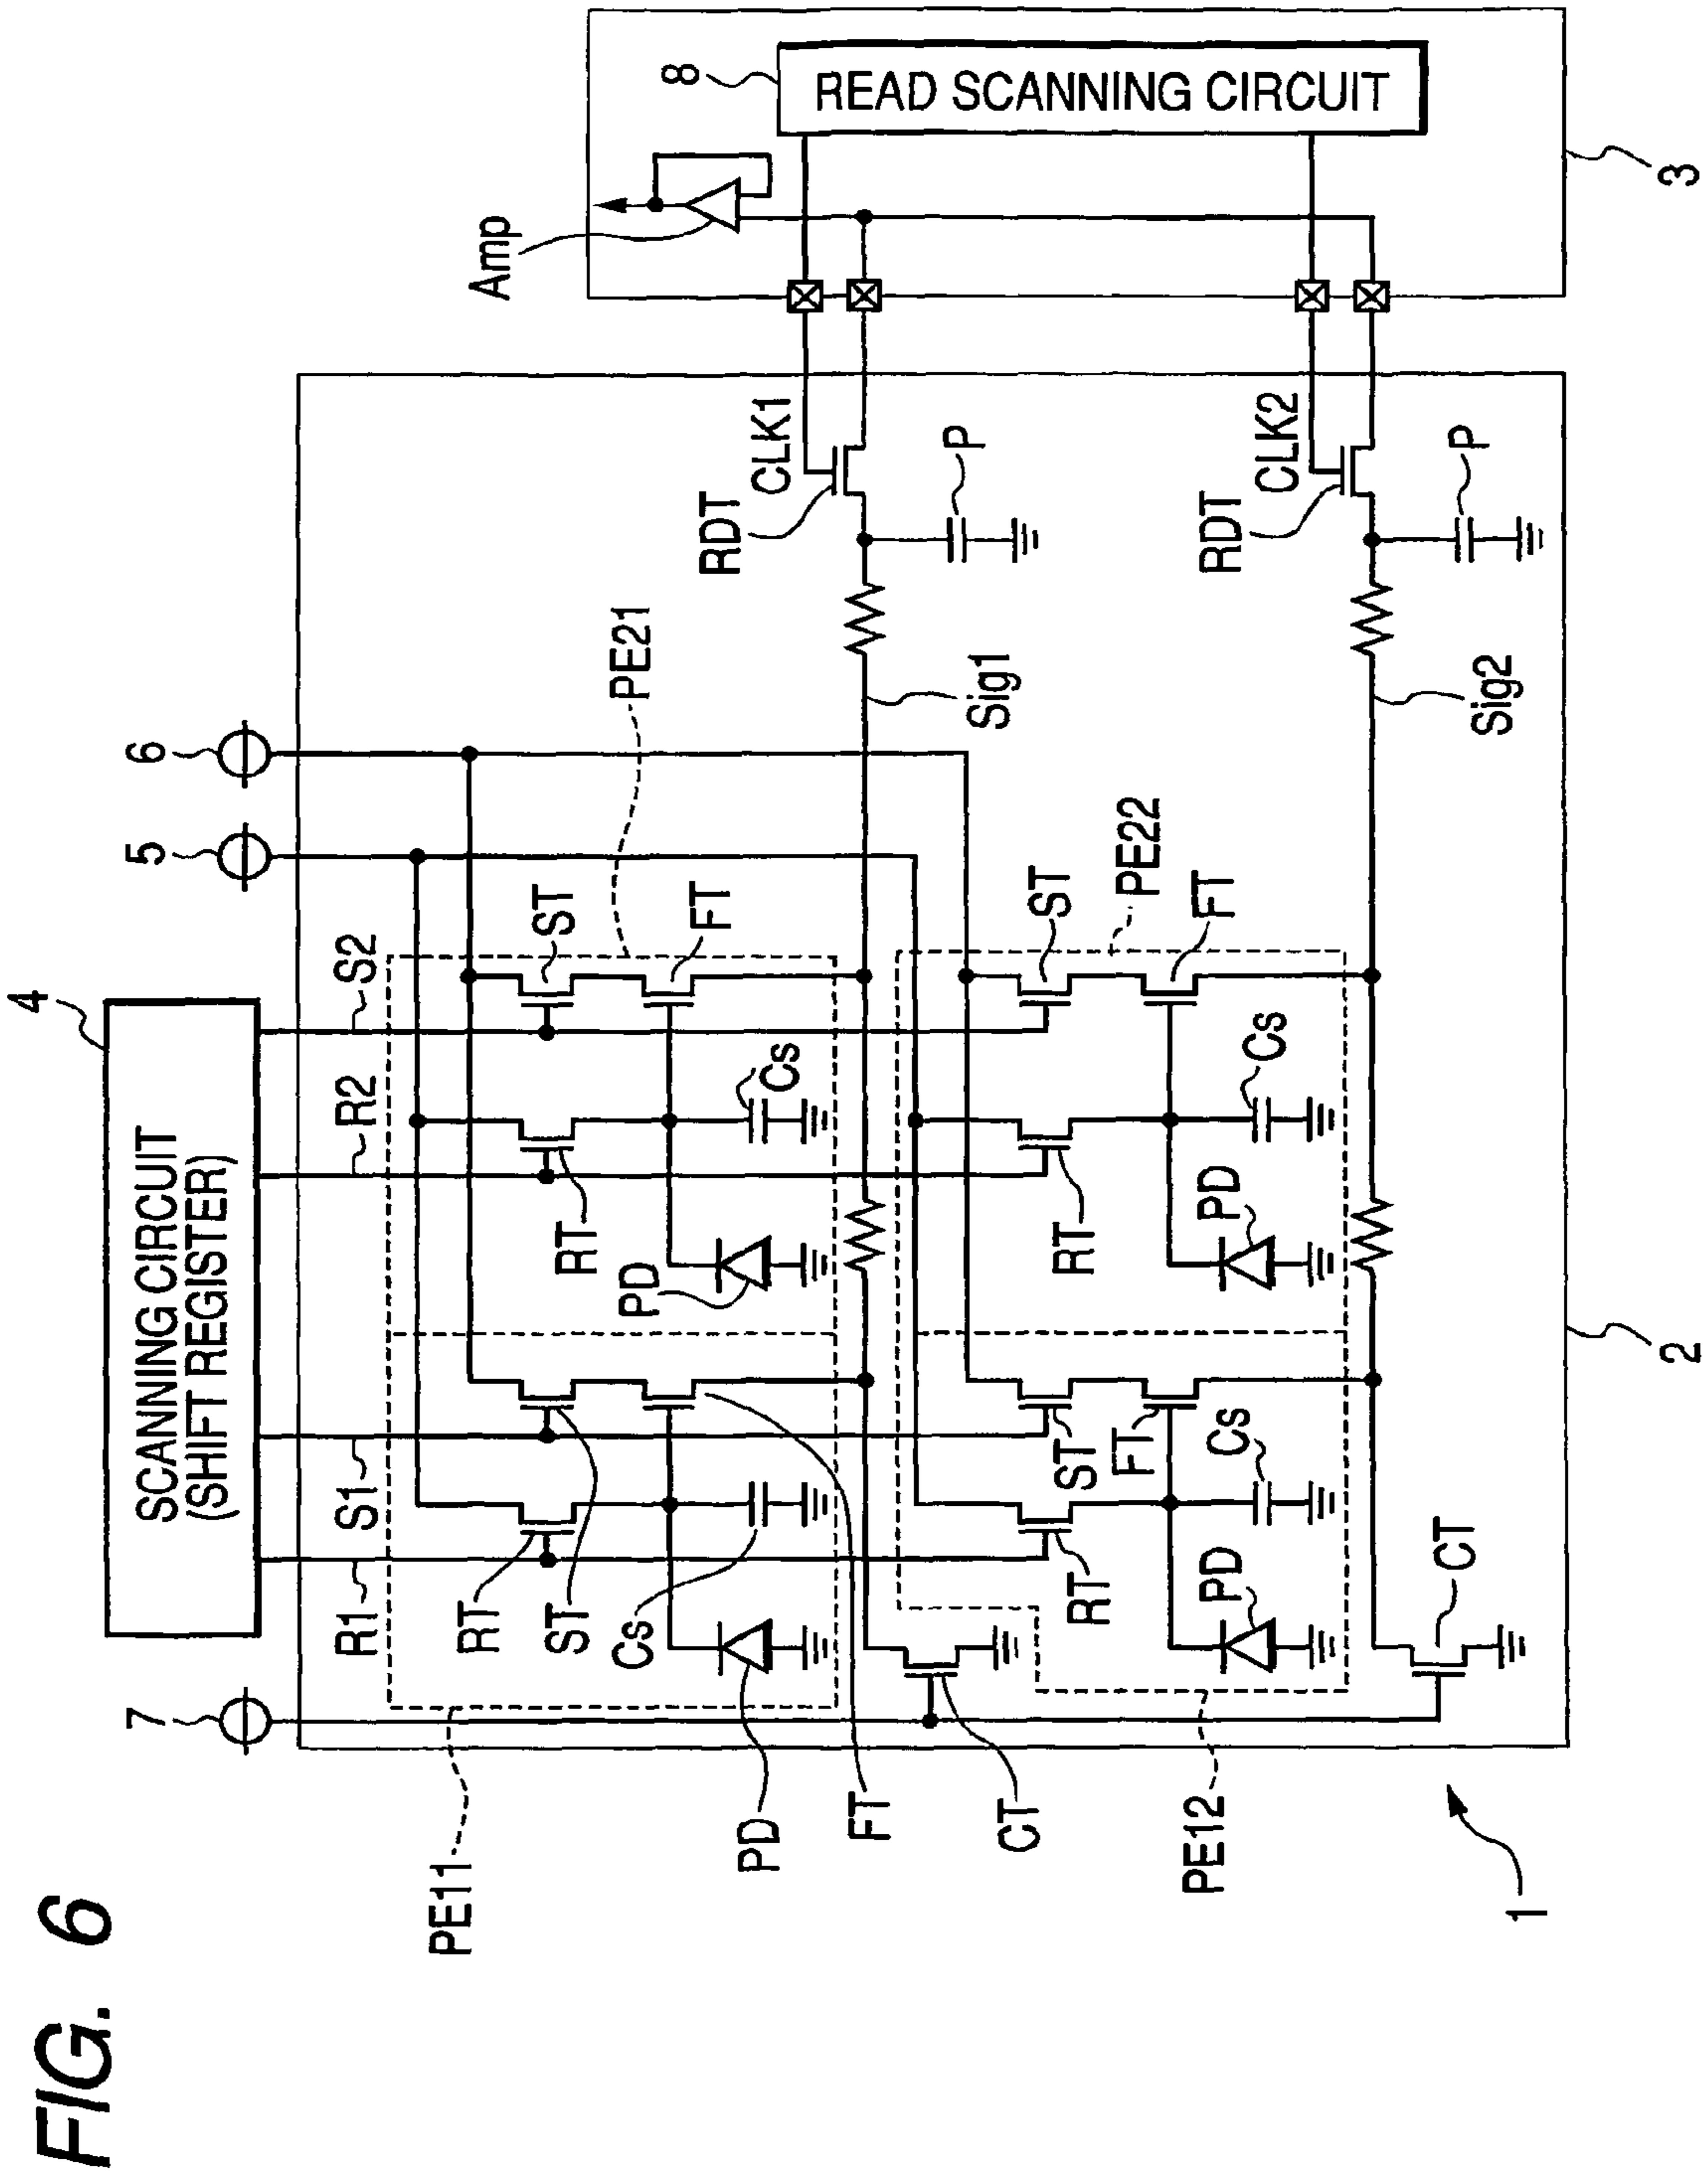 FIG. 6
1
2
3
4
SCANNING CIRCUIT
(SHIFT REGISTER)
7
5
6
R1
S1
R2
S2
PE11
PE21
RT
ST
Cs
PD
FT
RT
ST
FT
Cs
PD
CT
Sig1
RDT
CLK1
P
PE12
PE22
RT
ST
FT
Cs
PD
RT
ST
FT
Cs
PD
CT
Sig2
RDT
CLK2
P
Amp
8
READ SCANNING CIRCUIT